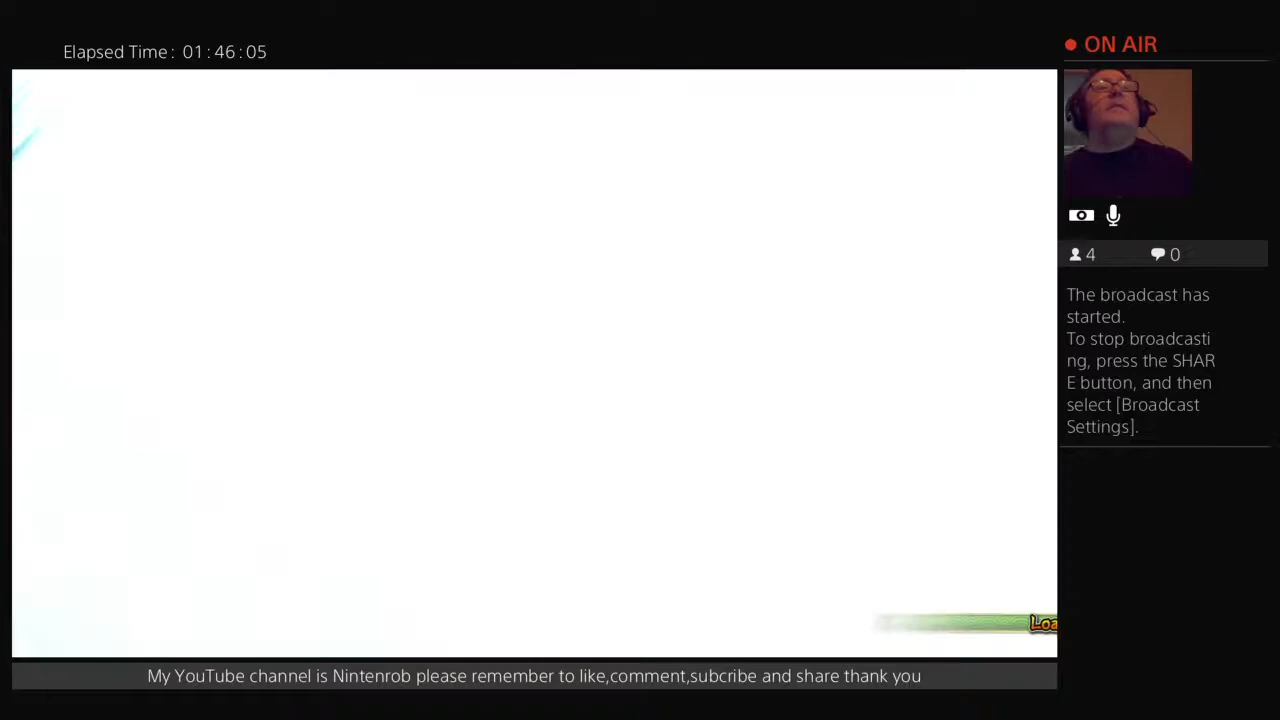 Elapsed Time: 01:46:05
ON AIR
4 0
The broadcast has
started.
To stop broadcasti
ng, press the SHAR
E button, and then
select [Broadcast
Settings].
Loa
My YouTube channel is Nintenrob please remember to like,comment,subcribe and share thank you